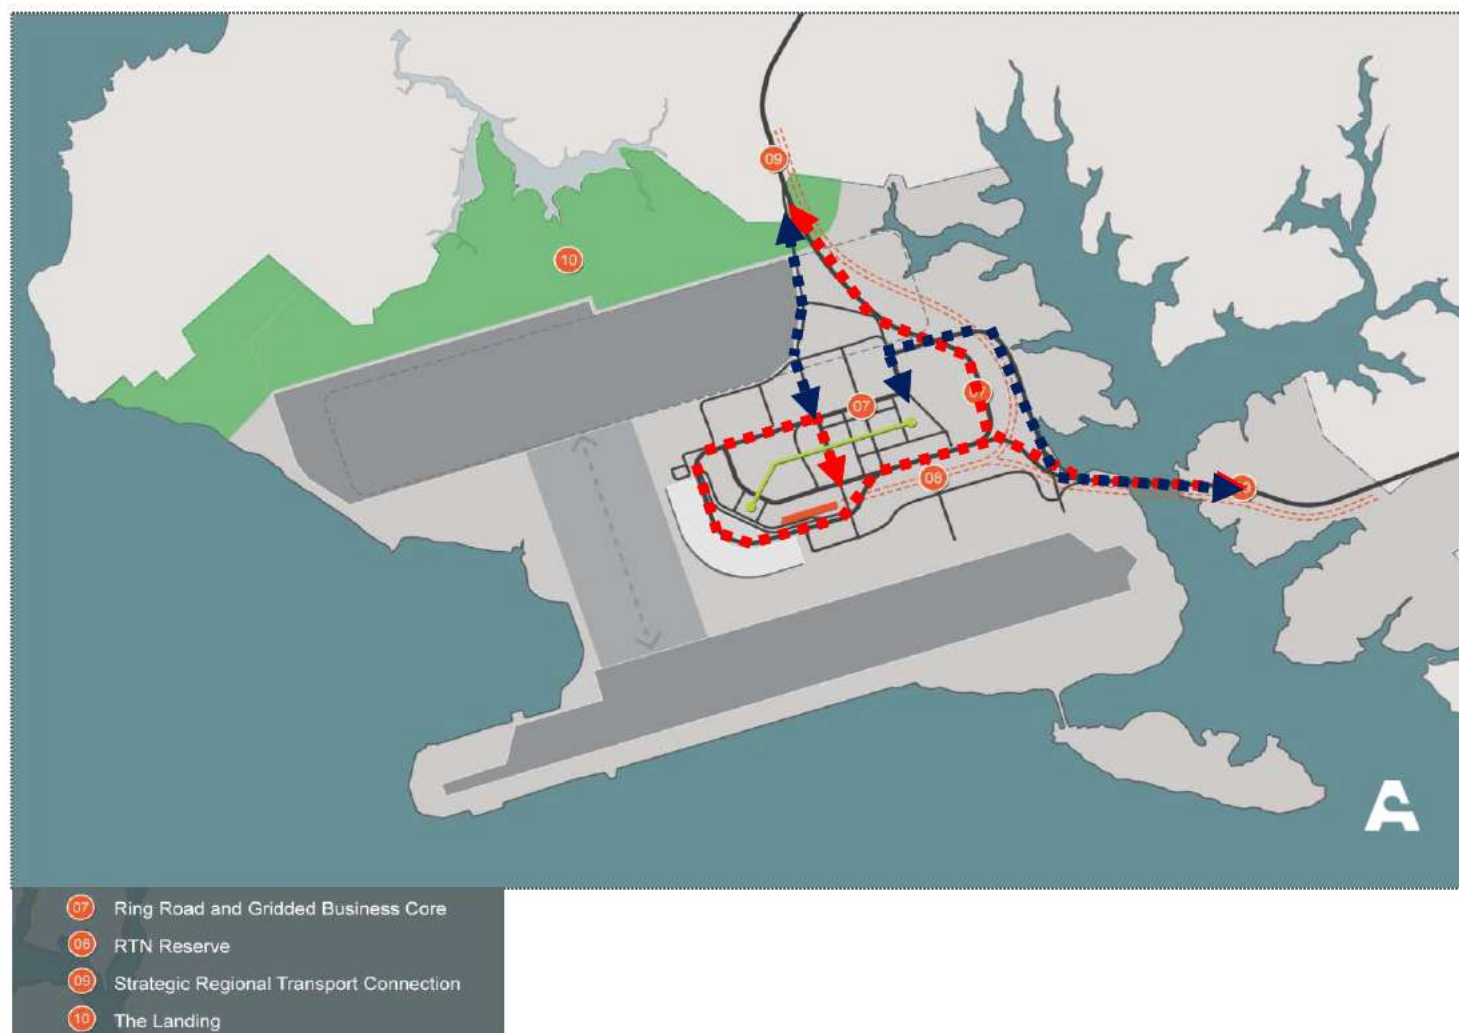 09
10
07
07
08
07 Ring Road and Gridded Business Core
08 RTN Reserve
09 Strategic Regional Transport Connection
10 The Landing